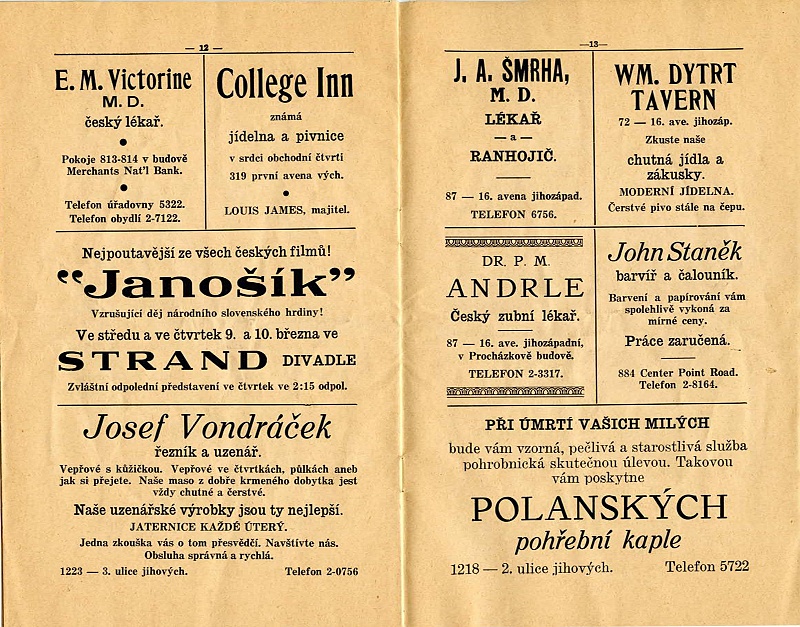 — 12 —
E. M. Victorine
M. D.
český lékař.
●
Pokoje 813-814 v budově
Merchants Nat'l Bank.
●
Telefon úřadovny 5322.
Telefon obydlí 2-7122.
College Inn
známá
jídelna a pivnice
v srdci obchodní čtvrti
319 první avena vých.
●
LOUIS JAMES, majitel.
Nejpoutavější ze všech českých filmů!
"Janošík"
Vzrušující děj národního slovenského hrdiny!
Ve středu a ve čtvrtek 9. a 10. března ve
STRAND DIVADLE
Zvláštní odpolední představení ve čtvrtek ve 2:15 odpol.
Josef Vondráček
řezník a uzenář.
Vepřové s kůžičkou. Vepřové ve čtvrtkách, půlkách aneb
jak si přejete. Naše maso z dobře krmeného dobytka jest
vždy chutné a čerstvé.
Naše uzenářské výrobky jsou ty nejlepší.
JATERNICE KAŽDÉ ÚTERÝ.
Jedna zkouška vás o tom přesvědčí. Navštivte nás.
Obsluha správná a rychlá.
1223 — 3. ulice jihových. Telefon 2-0756
—13—
J. A. ŠMRHA,
M. D.
LÉKAŘ
— a —
RANHOJIČ.
87 — 16. avena jihozápad.
TELEFON 6756.
WM. DYTRT
TAVERN
72 — 16. ave. jihozáp.
Zkuste naše
chutná jídla a
zákusky.
MODERNÍ JÍDELNA.
Čerstvé pivo stále na čepu.
DR. P. M.
ANDRLE
Český zubní lékař.
87 — 16. ave. jihozápadní,
v Procházkově budově.
TELEFON 2-3317.
John Staněk
barvíř a čalouník.
Barvení a papírování vám
spolehlivě vykoná za
mírné ceny.
Práce zaručená.
884 Center Point Road.
Telefon 2-8164.
PŘI ÚMRTÍ VAŠICH MILÝCH
bude vám vzorná, pečlivá a starostlivá služba
pohrobnická skutečnou úlevou. Takovou
vám poskytne
POLANSKÝCH
pohřební kaple
1218 — 2. ulice jihových. Telefon 5722